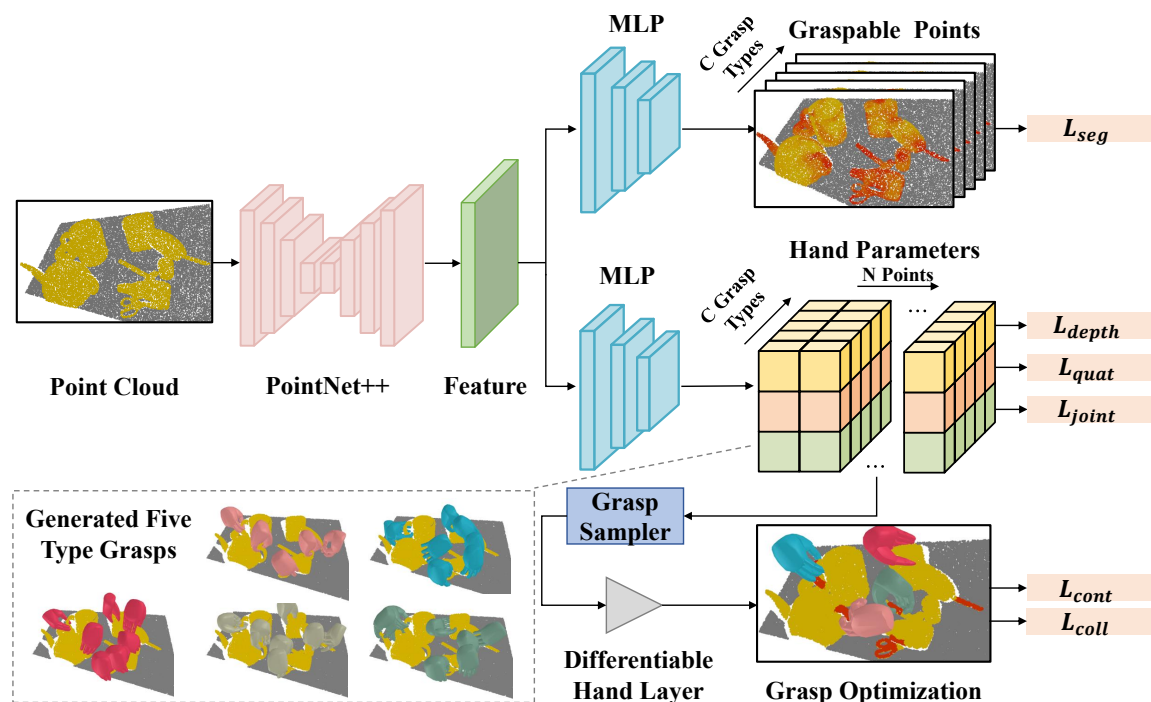 MLP
C Grasp
Types
Graspable Points
L_seg
Point Cloud
PointNet++
Feature
MLP
C Grasp
Types
Hand Parameters
N Points
...
L_depth
L_quat
L_joint
...
Generated Five
Type Grasps
Grasp
Sampler
Differentiable
Hand Layer
Grasp Optimization
L_cont
L_coll